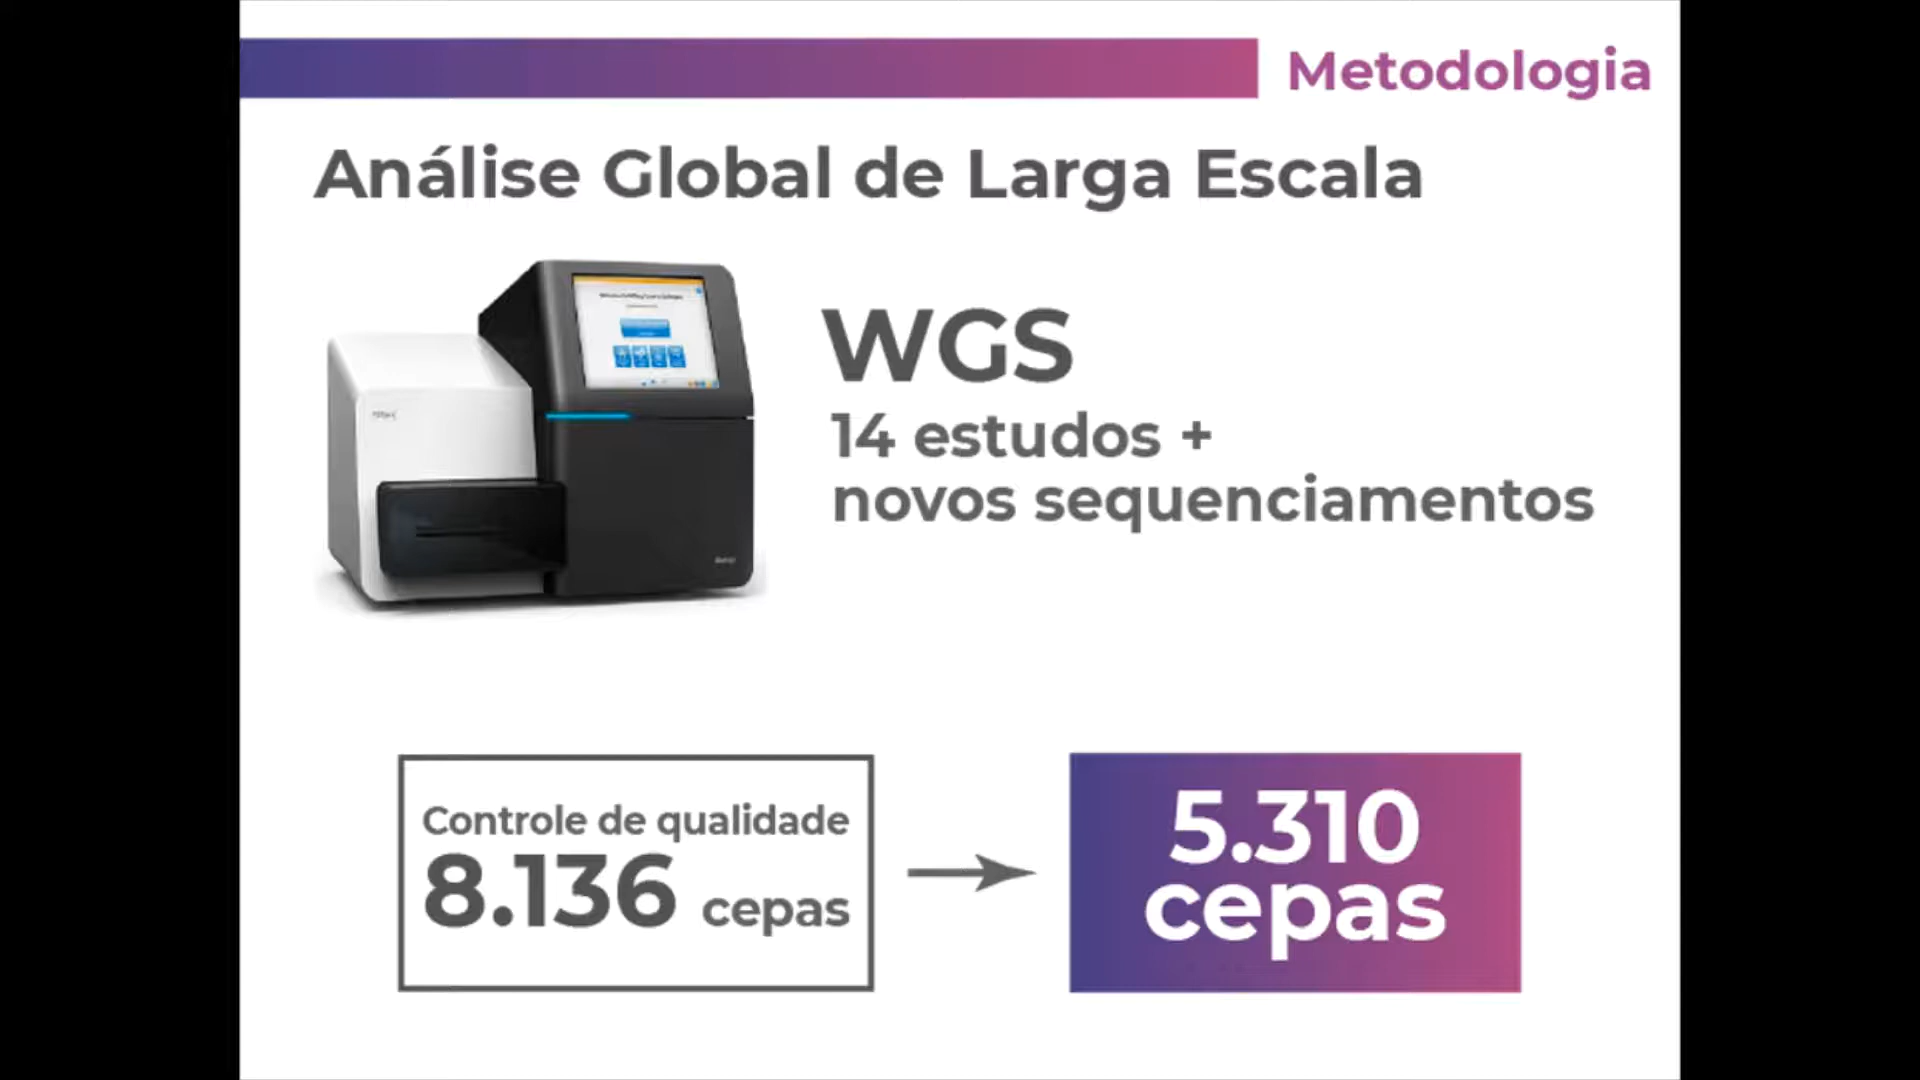 Metodologia
Análise Global de Larga Escala
WGS
14 estudos +
novos sequenciamentos
Controle de qualidade
8.136 cepas
5.310
cepas